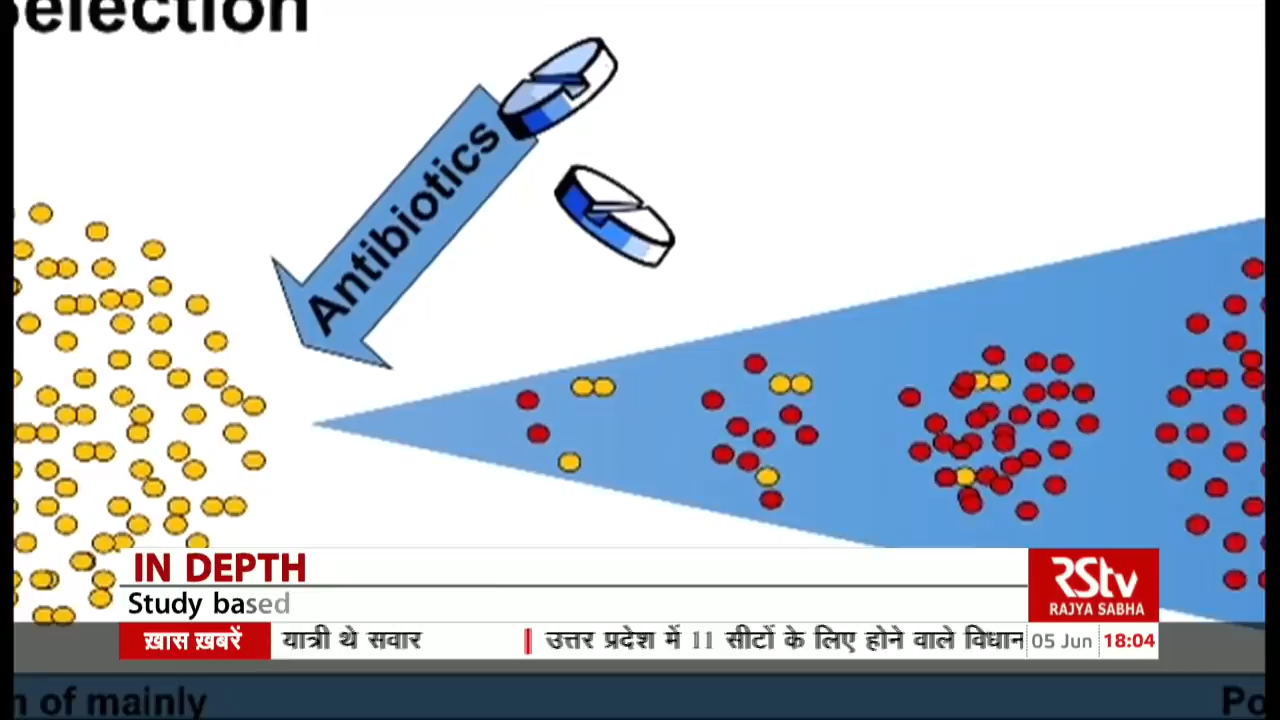 election
Antibiotics
IN DEPTH
Study based
RStv
RAJYA SABHA
ख़ास ख़बरें
यात्री थे सवार
उत्तर प्रदेश में 11 सीटों के लिए होने वाले विधान
05 Jun
18:04
n of mainly
Po